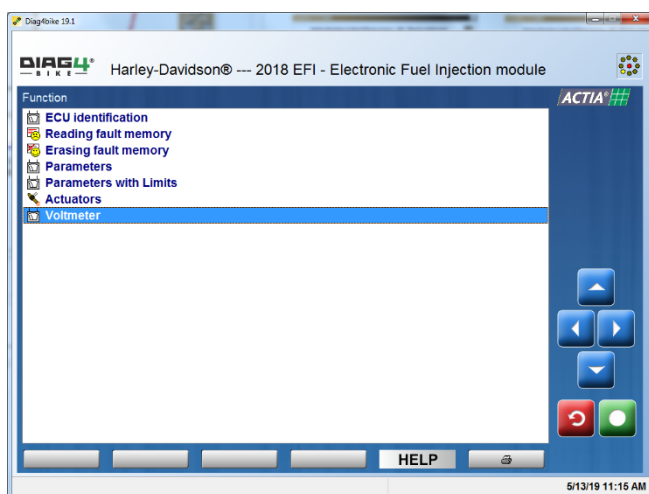 Diag4bike 19.1
DIAG4®
BIKE
Harley-Davidson® --- 2018 EFI - Electronic Fuel Injection module
Function
ACTIA®
ECU identification
Reading fault memory
Erasing fault memory
Parameters
Parameters with Limits
Actuators
Voltmeter
HELP
5/13/19 11:15 AM